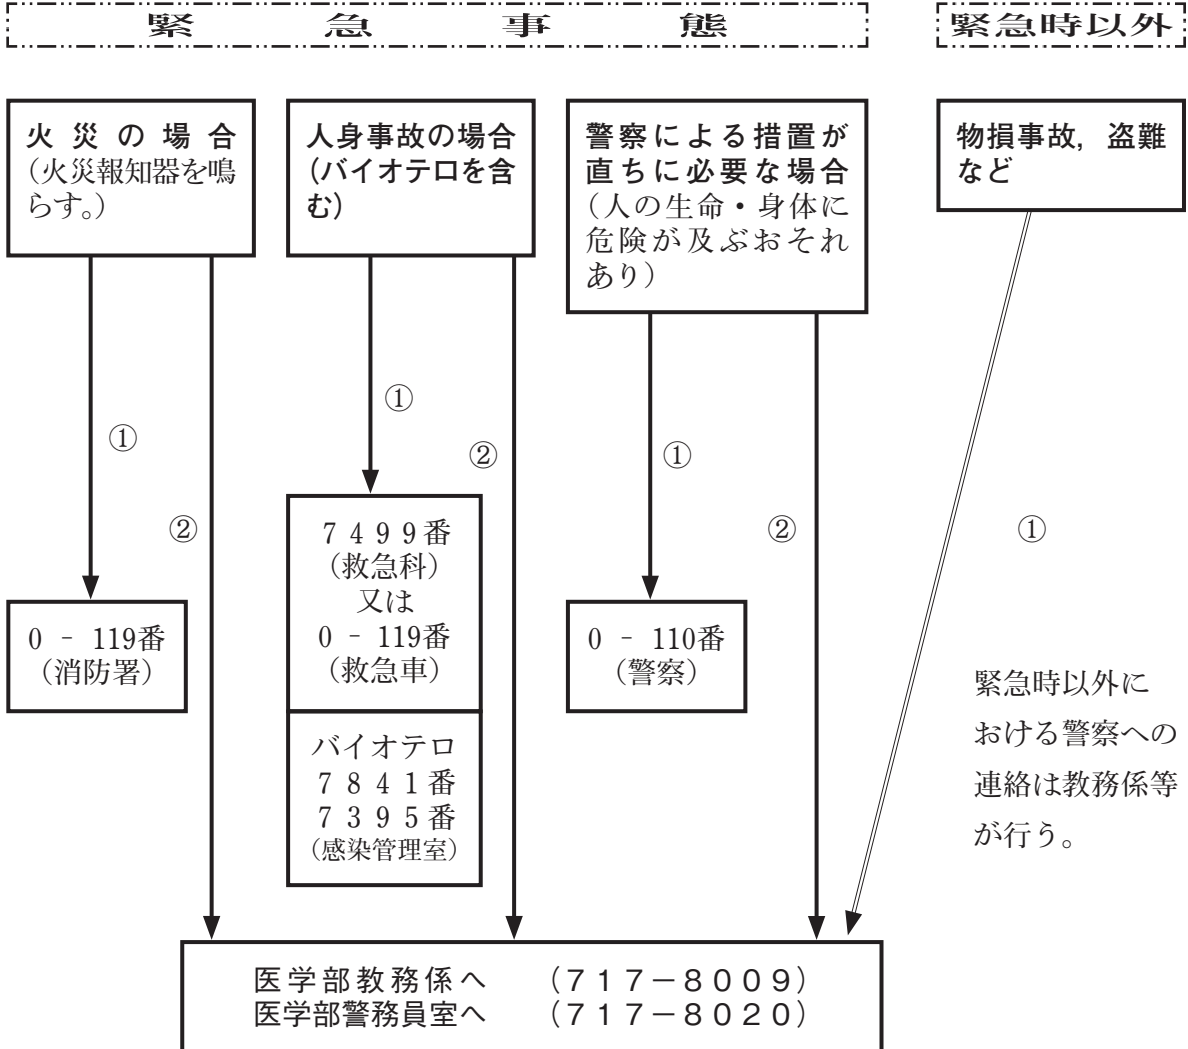 緊急事態
緊急時以外
火災の場合
(火災報知器を鳴
らす。)
人身事故の場合
(バイオテロを含
む)
警察による措置が
直ちに必要な場合
(人の生命・身体に
危険が及ぶおそれ
あり)
物損事故，盗難
など
①
②
①
②
①
②
①
0‐119番
(消防署)
7499番
(救急科)
又は
0‐119番
(救急車)
バイオテロ
7841番
7395番
(感染管理室)
0‐110番
(警察)
緊急時以外に
おける警察への
連絡は教務係等
が行う。
医学部教務係へ (717－8009)
医学部警務員室へ (717－8020)